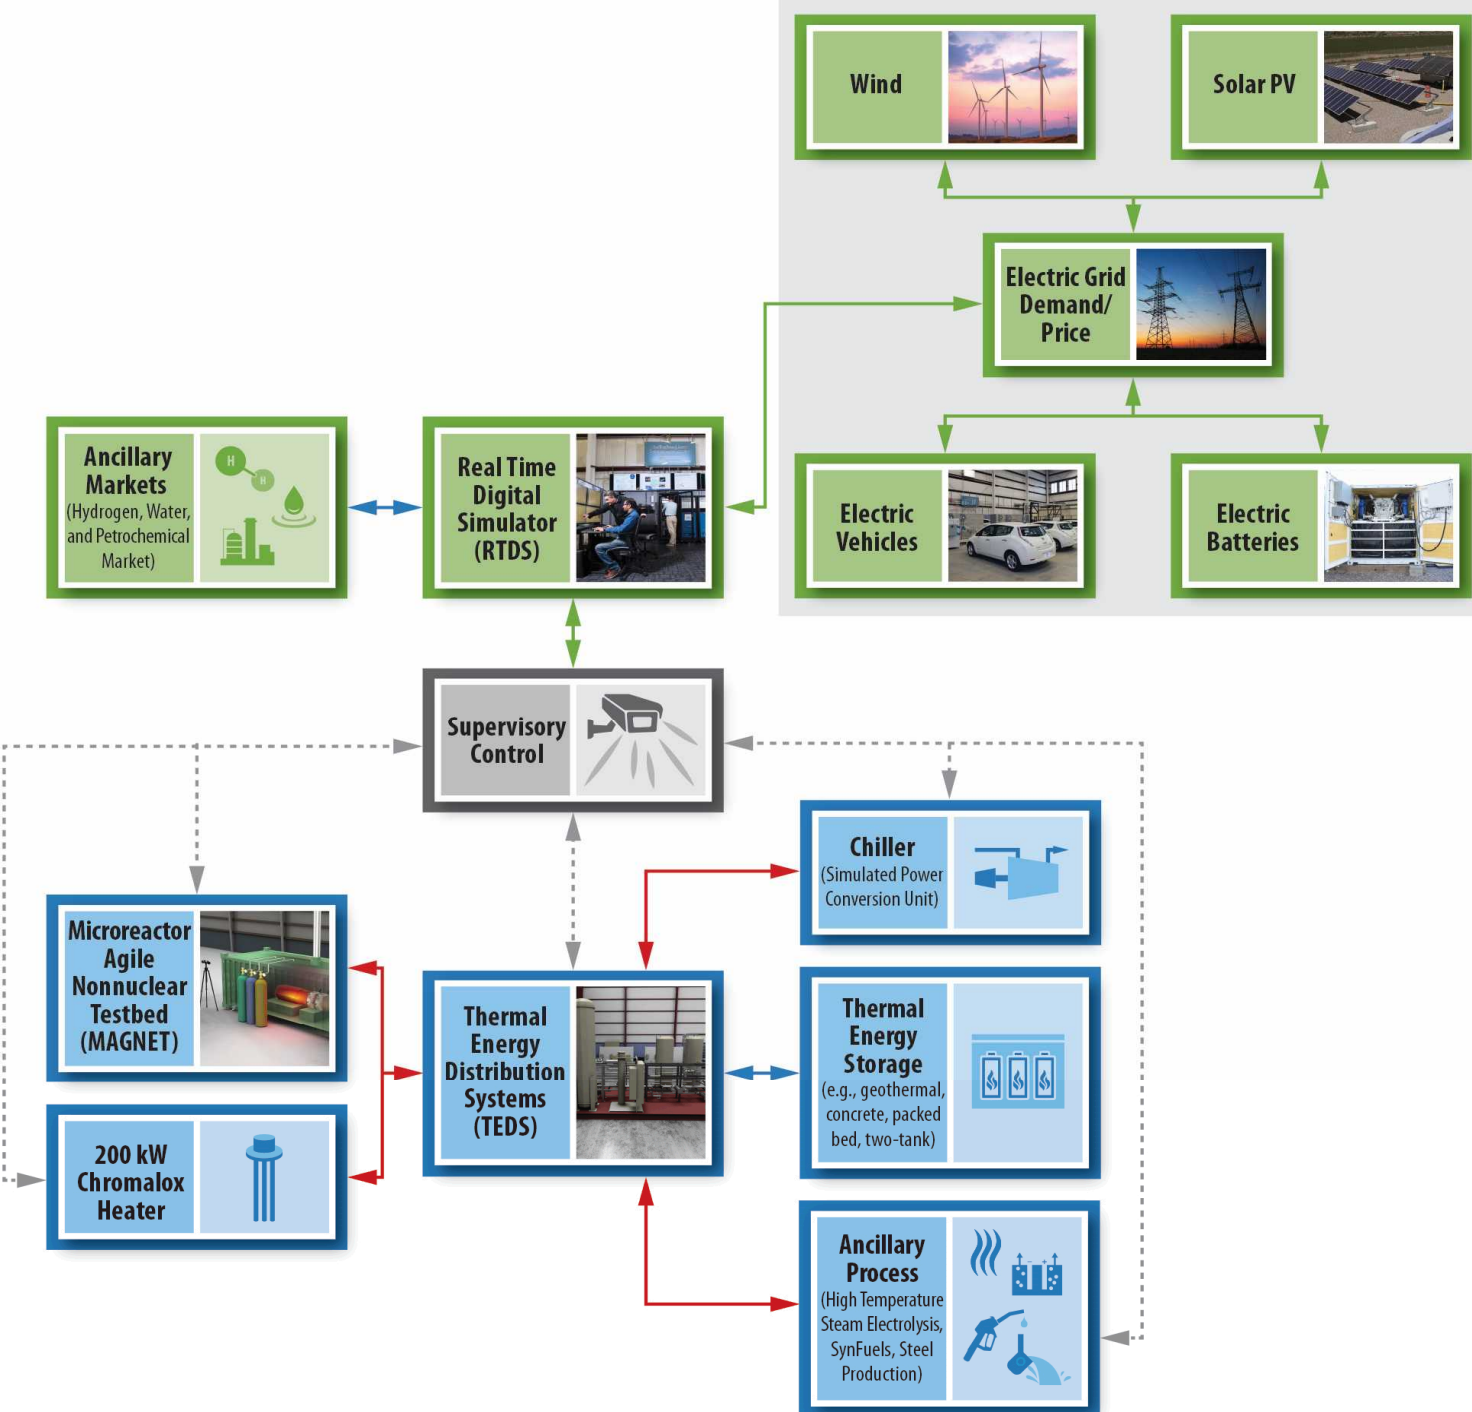 Wind
Solar PV
Electric Grid
Demand/
Price
Ancillary
Markets
(Hydrogen, Water,
and Petrochemical
Market)
H
H
Real Time
Digital
Simulator
(RTDS)
Electric
Vehicles
Electric
Batteries
Supervisory
Control
Chiller
(Simulated Power
Conversion Unit)
Microreactor
Agile
Nonnuclear
Testbed
(MAGNET)
Thermal
Energy
Distribution
Systems
(TEDS)
Thermal
Energy
Storage
(e.g., geothermal,
concrete, packed
bed, two-tank)
200 kW
Chromalox
Heater
Ancillary
Process
(High Temperature
Steam Electrolysis,
SynFuels, Steel
Production)
- +